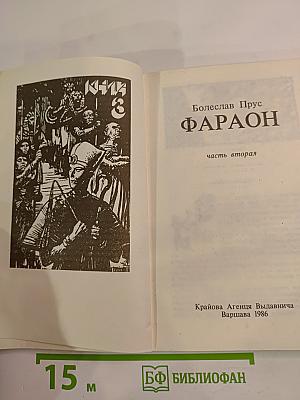 КНИГА
3
Болеслав Прус
ФАРАОН
часть вторая
Крайова Агенця Выдавнича
Варшава 1986
15 м
БФ БИБЛИОФАН